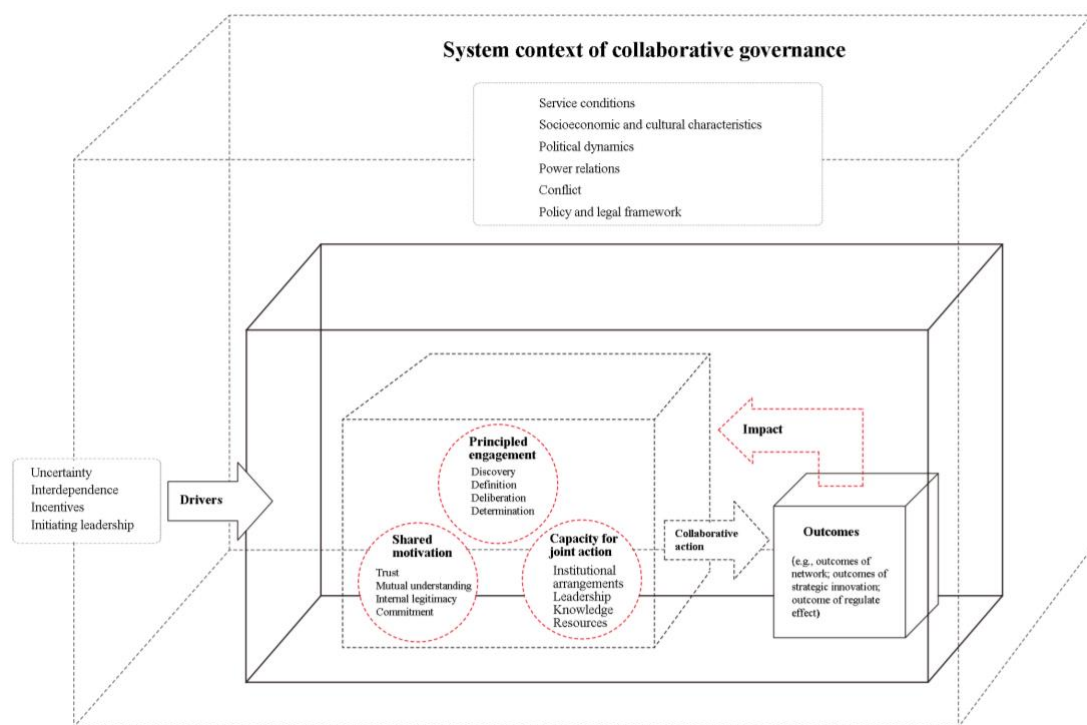 System context of collaborative governance
Service conditions
Socioeconomic and cultural characteristics
Political dynamics
Power relations
Conflict
Policy and legal framework
Uncertainty
Interdependence
Incentives
Initiating leadership
Drivers
Principled
engagement
Discovery
Definition
Deliberation
Determination
Shared
motivation
Trust
Mutual understanding
Internal legitimacy
Commitment
Capacity for
joint action
Institutional
arrangements
Leadership
Knowledge
Resources
Collaborative
action
Impact
Outcomes
(e.g., outcomes of
network; outcomes of
strategic innovation;
outcome of regulate
effect)